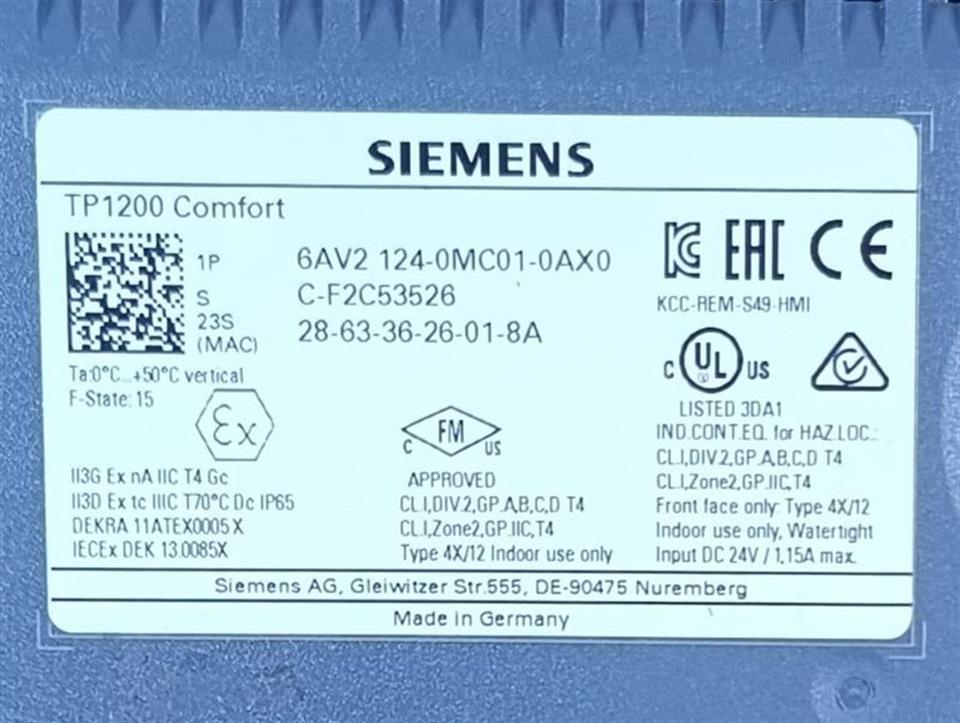 SIEMENS
TP1200 Comfort
1P 6AV2 124-0MC01-0AX0
S C-F2C53526
23S
(MAC) 28-63-36-26-01-8A
Ta:0°C...+50°C vertical
F-State: 15
Ex
II3G Ex nA IIC T4 Gc
II3D Ex tc IIIC T70°C Dc IP65
DEKRA 11ATEX0005 X
IECEx DEK 13.0085X
C FM US
APPROVED
CL.I,DIV.2,GP.A,B,C,D T4
CL.I,Zone2,GP.IIC,T4
Type 4X/12 Indoor use only
EAC CE
KCC-REM-S49-HMI
C UL US
LISTED 3DA1
IND.CONT.EQ. for HAZ.LOC.:
CL.I,DIV.2,GP.A,B,C,D T4
CL.I,Zone2,GP.IIC,T4
Front face only: Type 4X/12
Indoor use only, Watertight
Input DC 24V / 1,15A max.
Siemens AG, Gleiwitzer Str.555, DE-90475 Nuremberg
Made in Germany